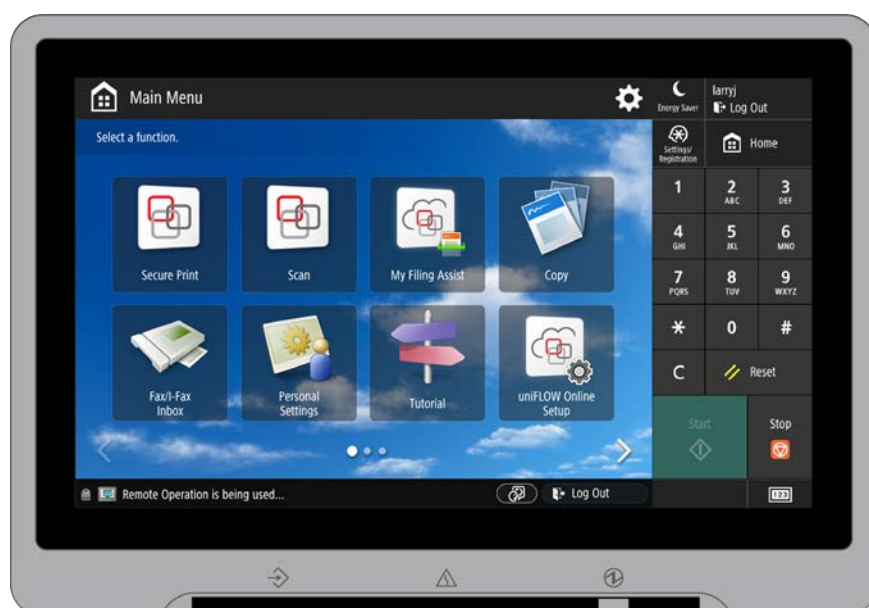 Main Menu
Select a function.
Secure Print
Scan
My Filing Assist
Copy
Fax/I-Fax
Inbox
Personal
Settings
Tutorial
uniFLOW Online
Setup
Remote Operation is being used...
Log Out
Energy Saver
larryj
Log Out
Settings/
Registration
Home
1
2
ABC
3
DEF
4
GHI
5
JKL
6
MNO
7
PQRS
8
TUV
9
WXYZ
*
0
#
C
Reset
Start
Stop
123